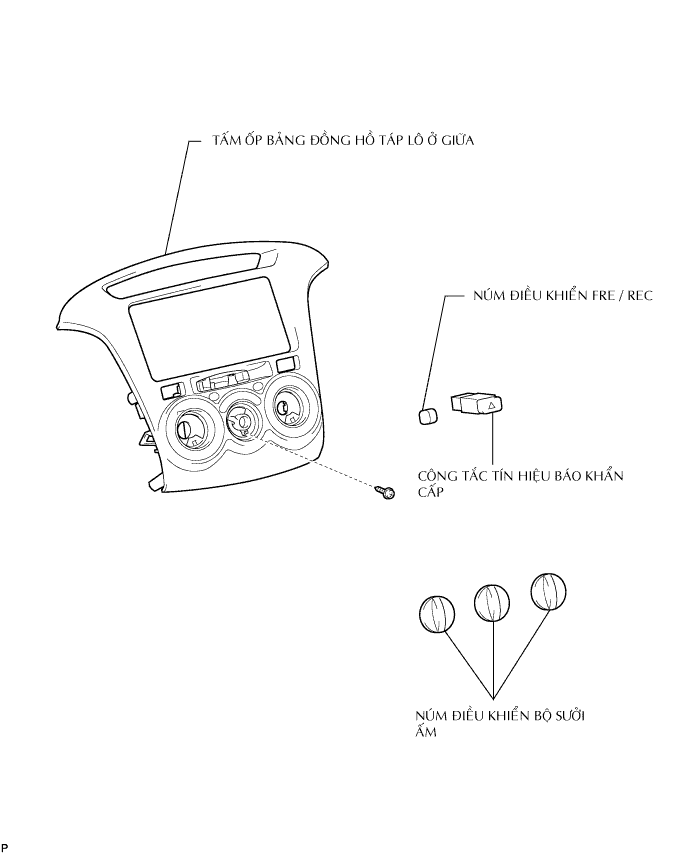 TẤM ỐP BẢNG ĐỒNG HỒ TÁP LÔ Ở GIỮA
NÚM ĐIỀU KHIỂN FRE / REC
CÔNG TẮC TÍN HIỆU BÁO KHẨN
CẤP
NÚM ĐIỀU KHIỂN BỘ SƯỞI
ẤM
P